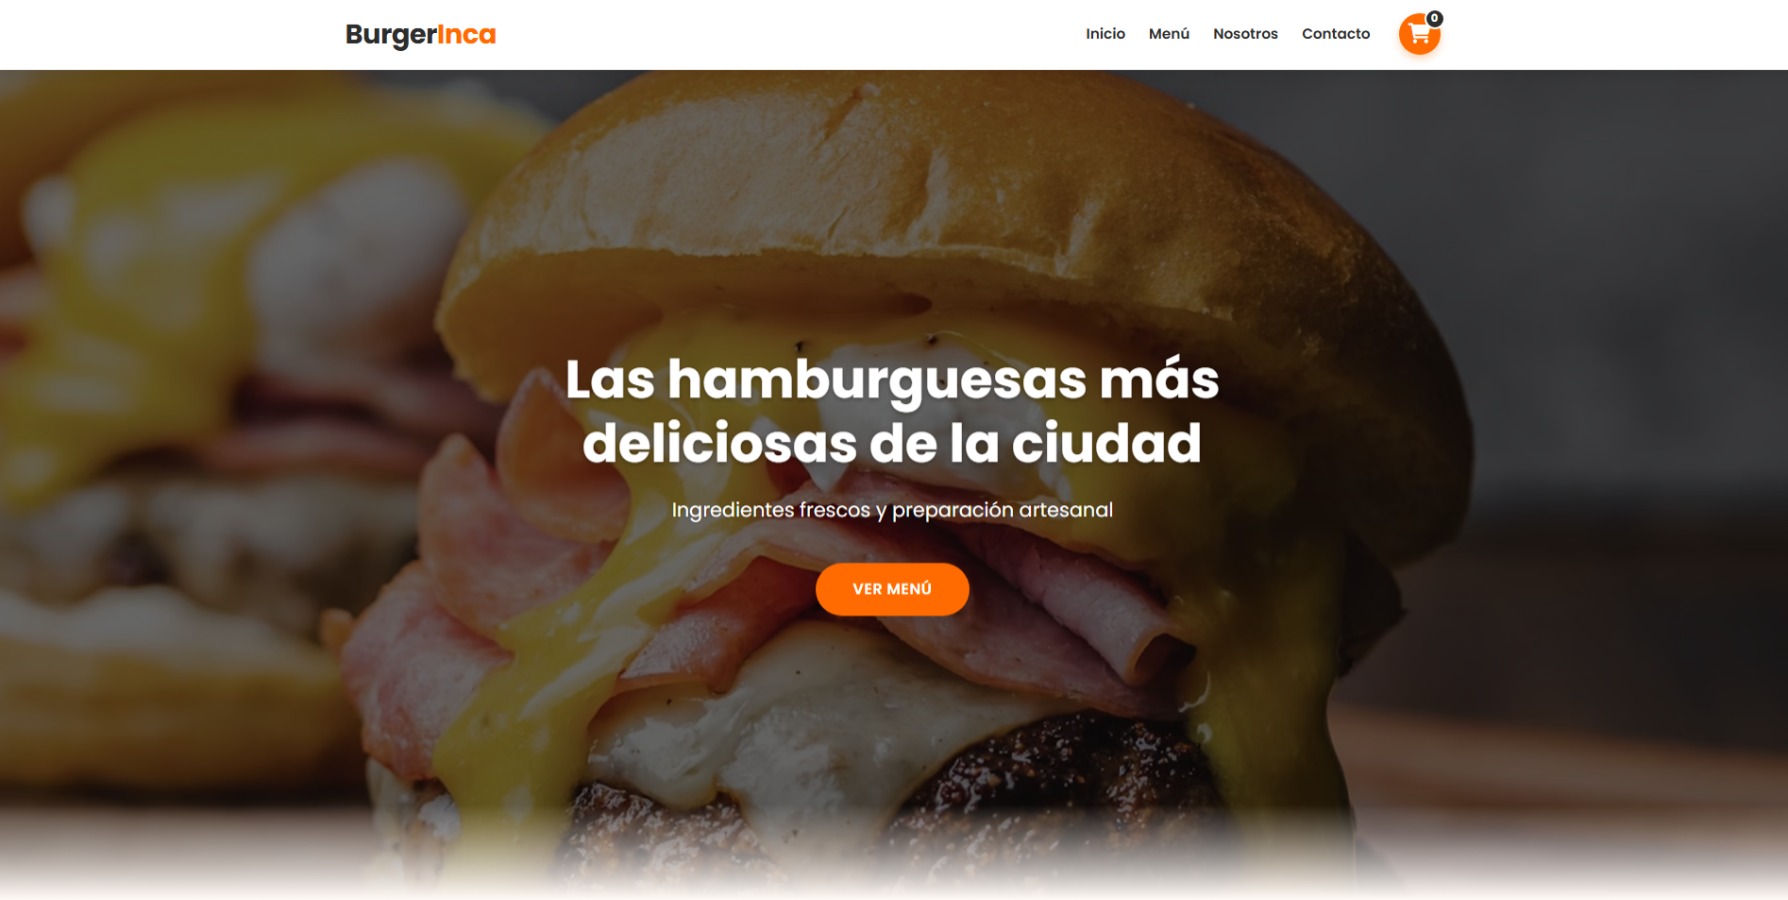 BurgerInca
Inicio Menú Nosotros Contacto
0
Las hamburguesas más
deliciosas de la ciudad
Ingredientes frescos y preparación artesanal
VER MENÚ